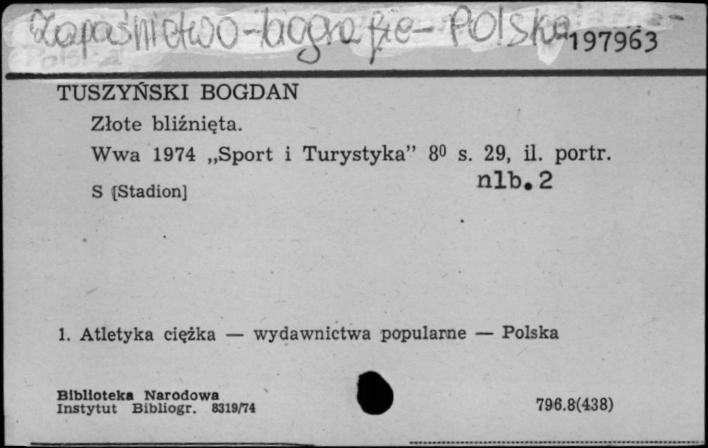 Zapaśnictwo - biografie - Polska 197963
TUSZYŃSKI BOGDAN
Złote bliźnięta.
Wwa 1974 „Sport i Turystyka” 8⁰ s. 29, il. portr.
nlb. 2
S [Stadion]
1. Atletyka ciężka — wydawnictwa popularne — Polska
Biblioteka Narodowa
Instytut Bibliogr. 8319/74
796.8(438)